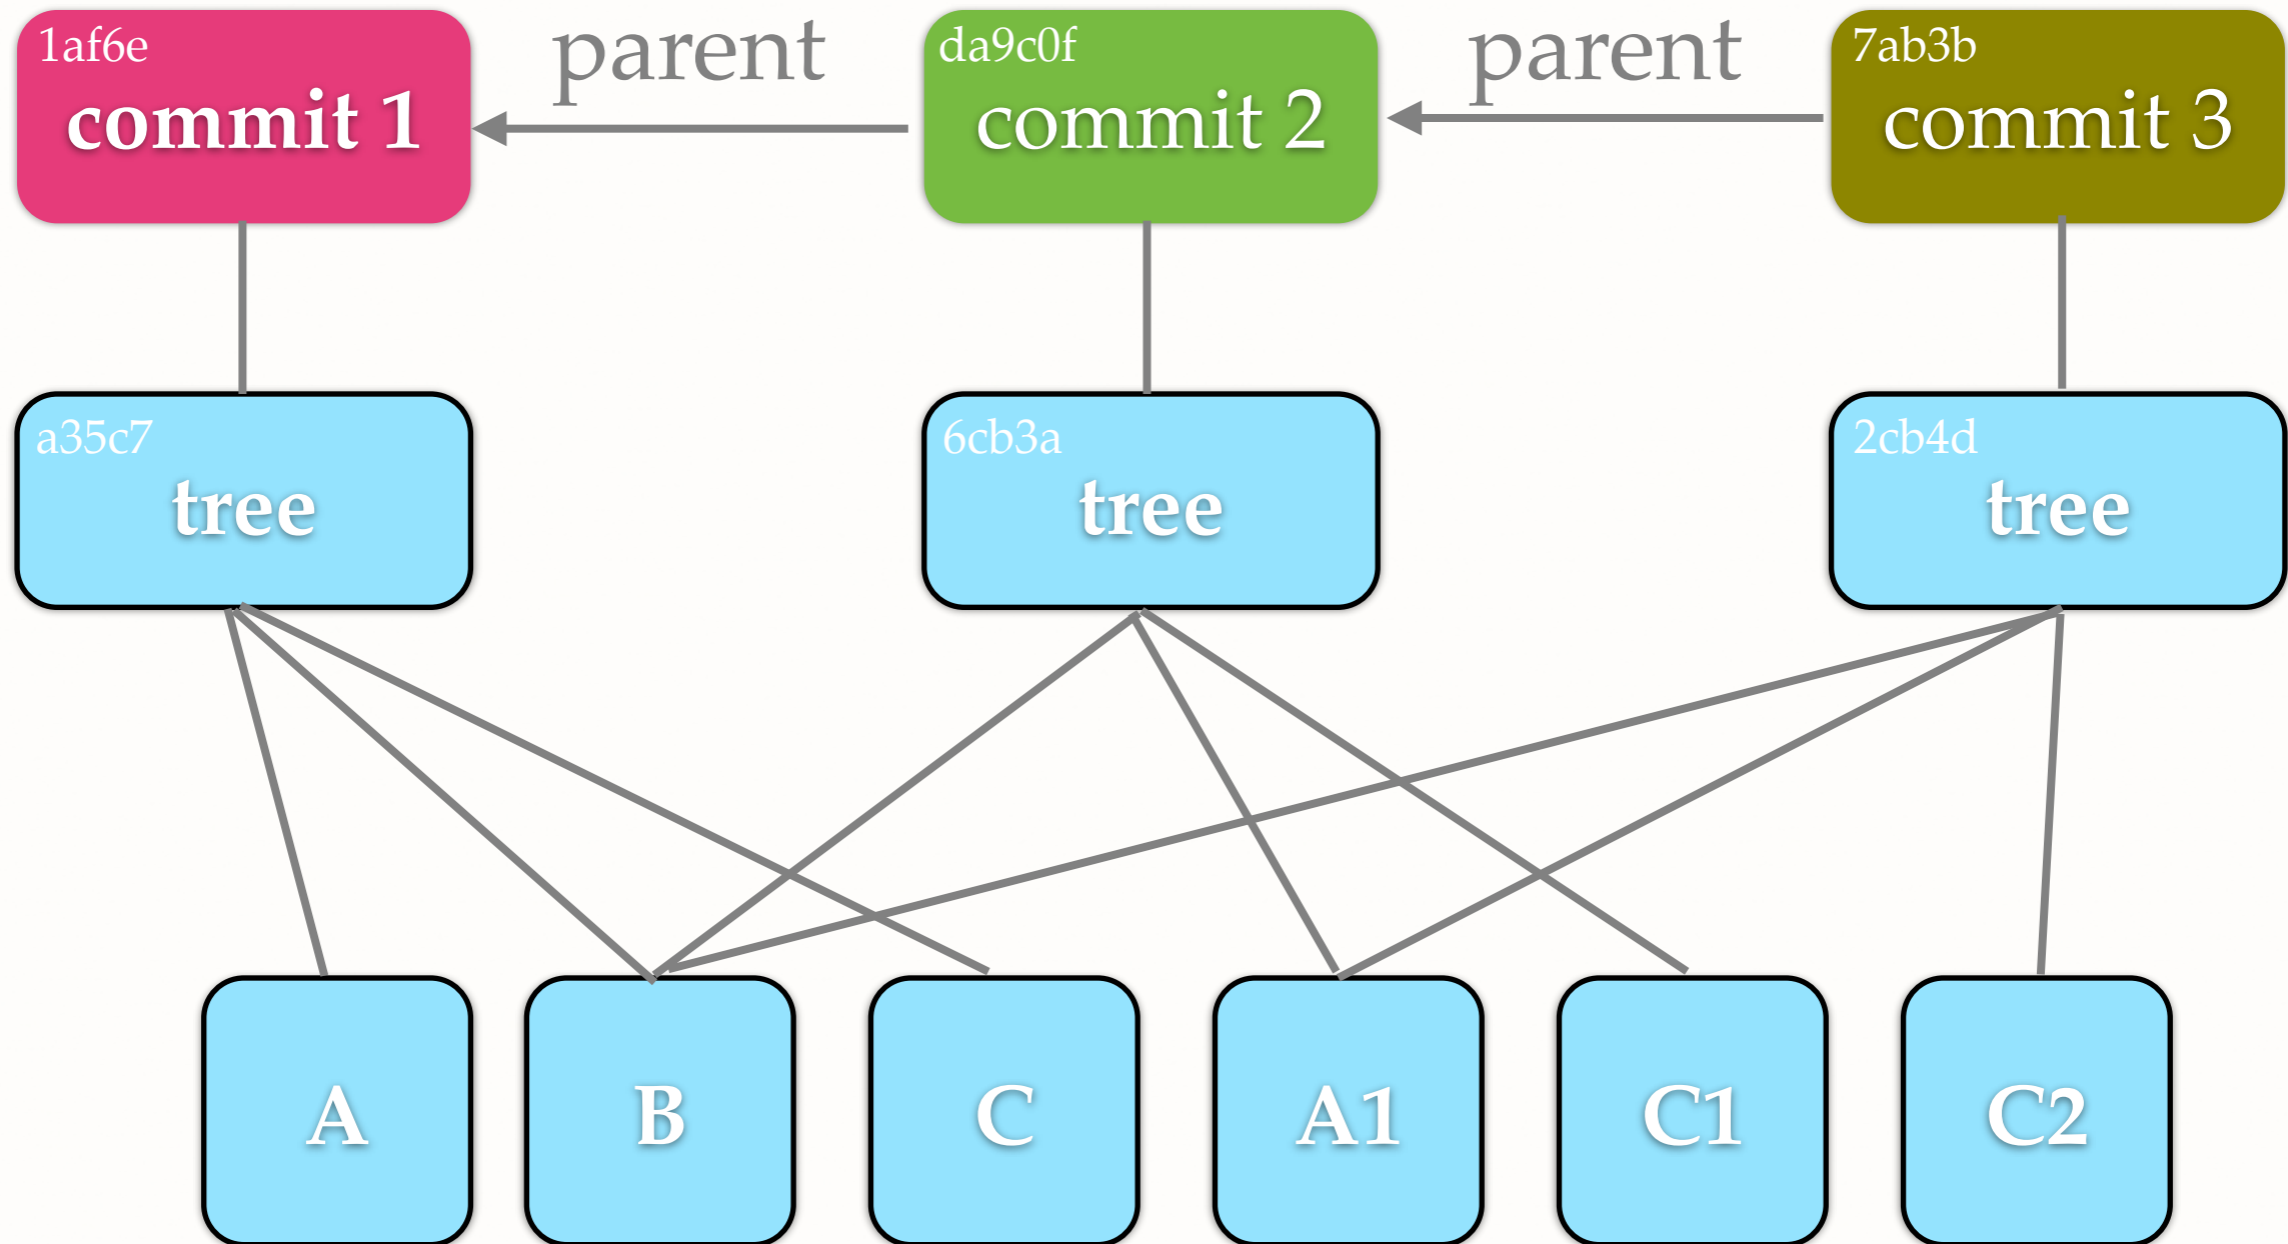 1af6e
commit 1
parent
da9c0f
commit 2
parent
7ab3b
commit 3
a35c7
tree
6cb3a
tree
2cb4d
tree
A
B
C
A1
C1
C2